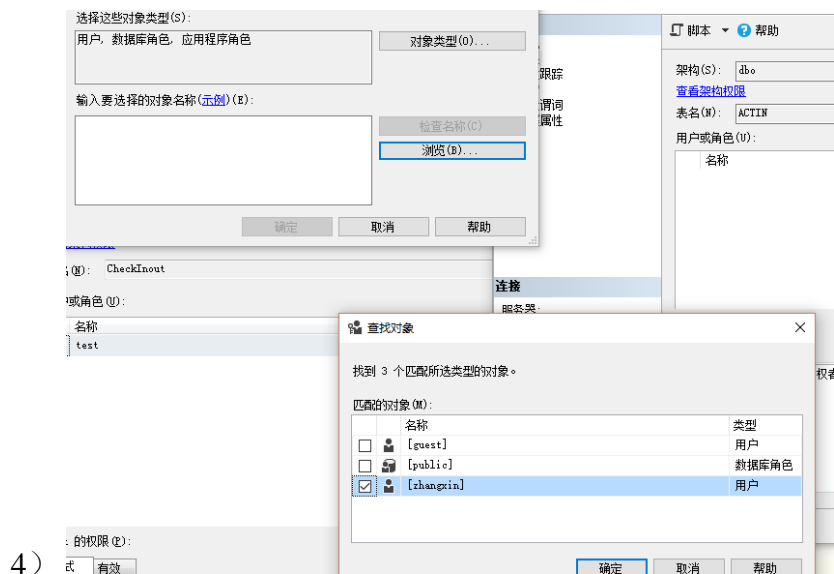 选择这些对象类型(S):
用户, 数据库角色, 应用程序角色
对象类型(O)...
输入要选择的对象名称(示例)(E):
检查名称(C)
浏览(B)...
确定
取消
帮助
跟踪
谓词
属性
脚本
帮助
架构(S): dbo
查看架构权限
表名(N): ACTIN
用户或角色(U):
名称
(N): CheckInout
或角色(U):
名称
test
连接
服务器:
查找对象
找到 3 个匹配所选类型的对象。
匹配的对象(M):
名称 类型
[guest] 用户
[public] 数据库角色
[zhangxin] 用户
确定
取消
帮助
权者
的权限(P):
式 有效
4)